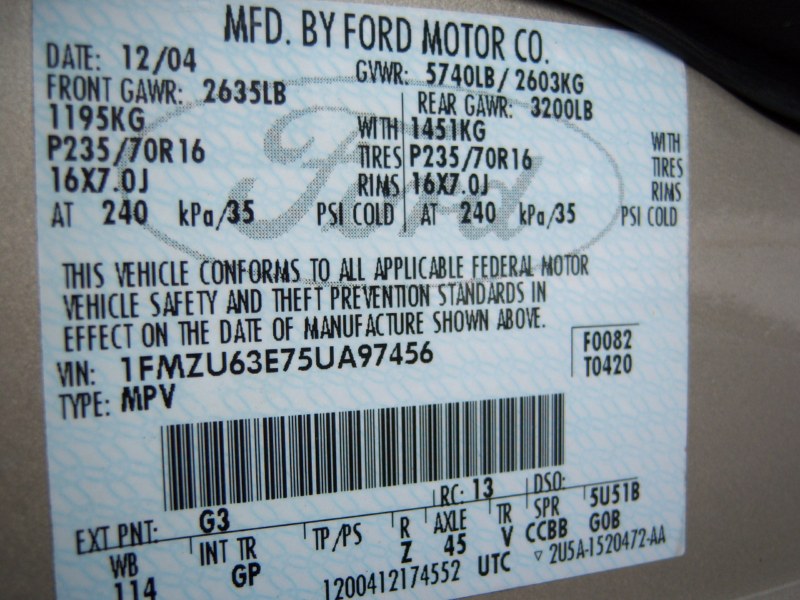 MFD. BY FORD MOTOR CO.
DATE: 12/04 GVWR: 5740LB/2603KG
FRONT GAWR: 2635LB REAR GAWR: 3200LB
1195KG WITH 1451KG WITH
P235/70R16 TIRES P235/70R16 TIRES
16X7.0J RIMS 16X7.0J RIMS
AT 240 kPa/35 PSI COLD AT 240 kPa/35 PSI COLD
Ford
THIS VEHICLE CONFORMS TO ALL APPLICABLE FEDERAL MOTOR
VEHICLE SAFETY AND THEFT PREVENTION STANDARDS IN
EFFECT ON THE DATE OF MANUFACTURE SHOWN ABOVE.
VIN: 1FMZU63E75UA97456 F0082
TYPE: MPV T0420
EXT PNT: G3 RC: 13 DSO:
WB INT TR TP/PS R AXLE TR SPR 5U51B
114 GP Z 45 V CCBB GOB
1200412174552 UTC ▽ 2U5A-1520472-AA